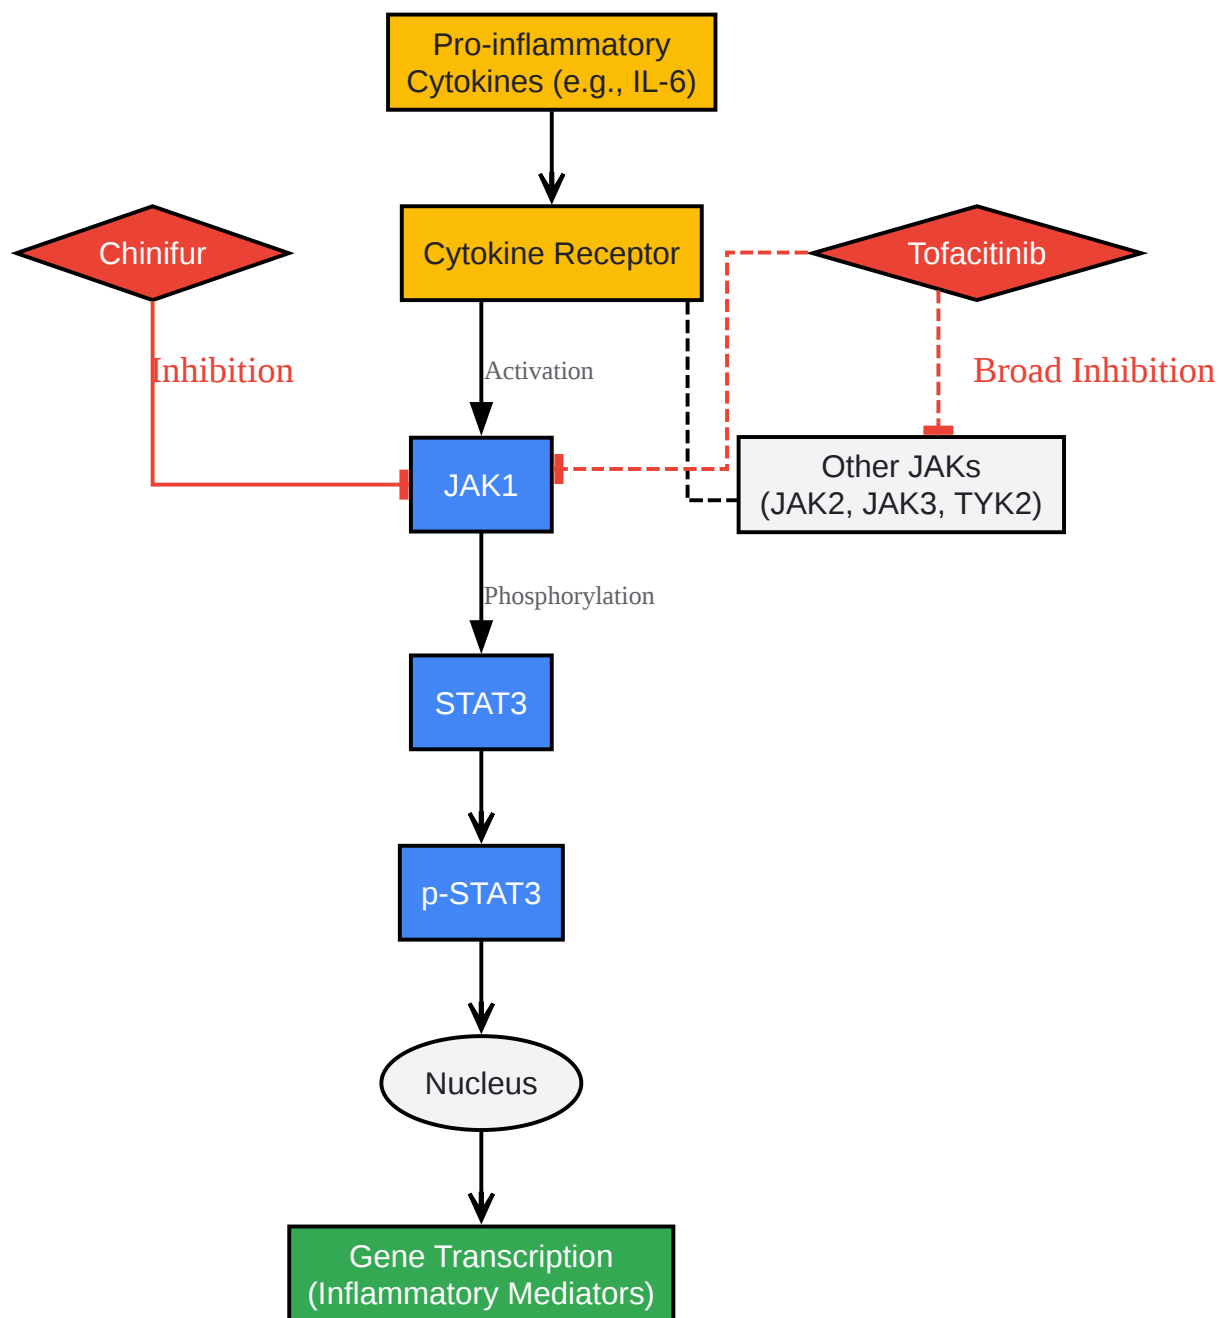 Pro-inflammatory
Cytokines (e.g., IL-6)
Chinifur
Cytokine Receptor
Tofacitinib
Inhibition
Activation
Broad Inhibition
JAK1
Other JAKs
(JAK2, JAK3, TYK2)
Phosphorylation
STAT3
p-STAT3
Nucleus
Gene Transcription
(Inflammatory Mediators)